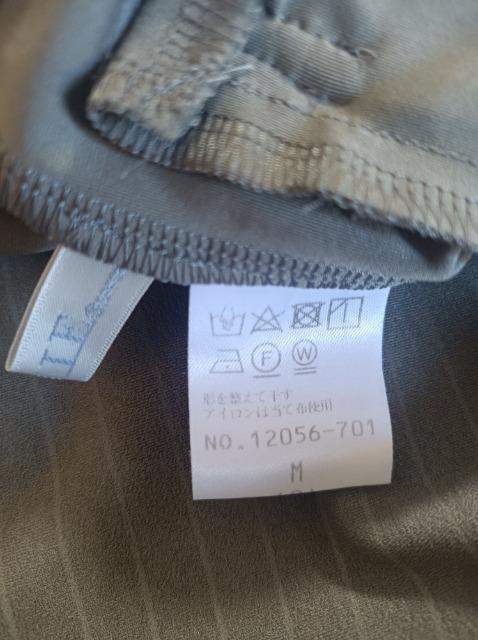 F
W
形を整えて干す
アイロンは当て布使用
NO.12056-701
M